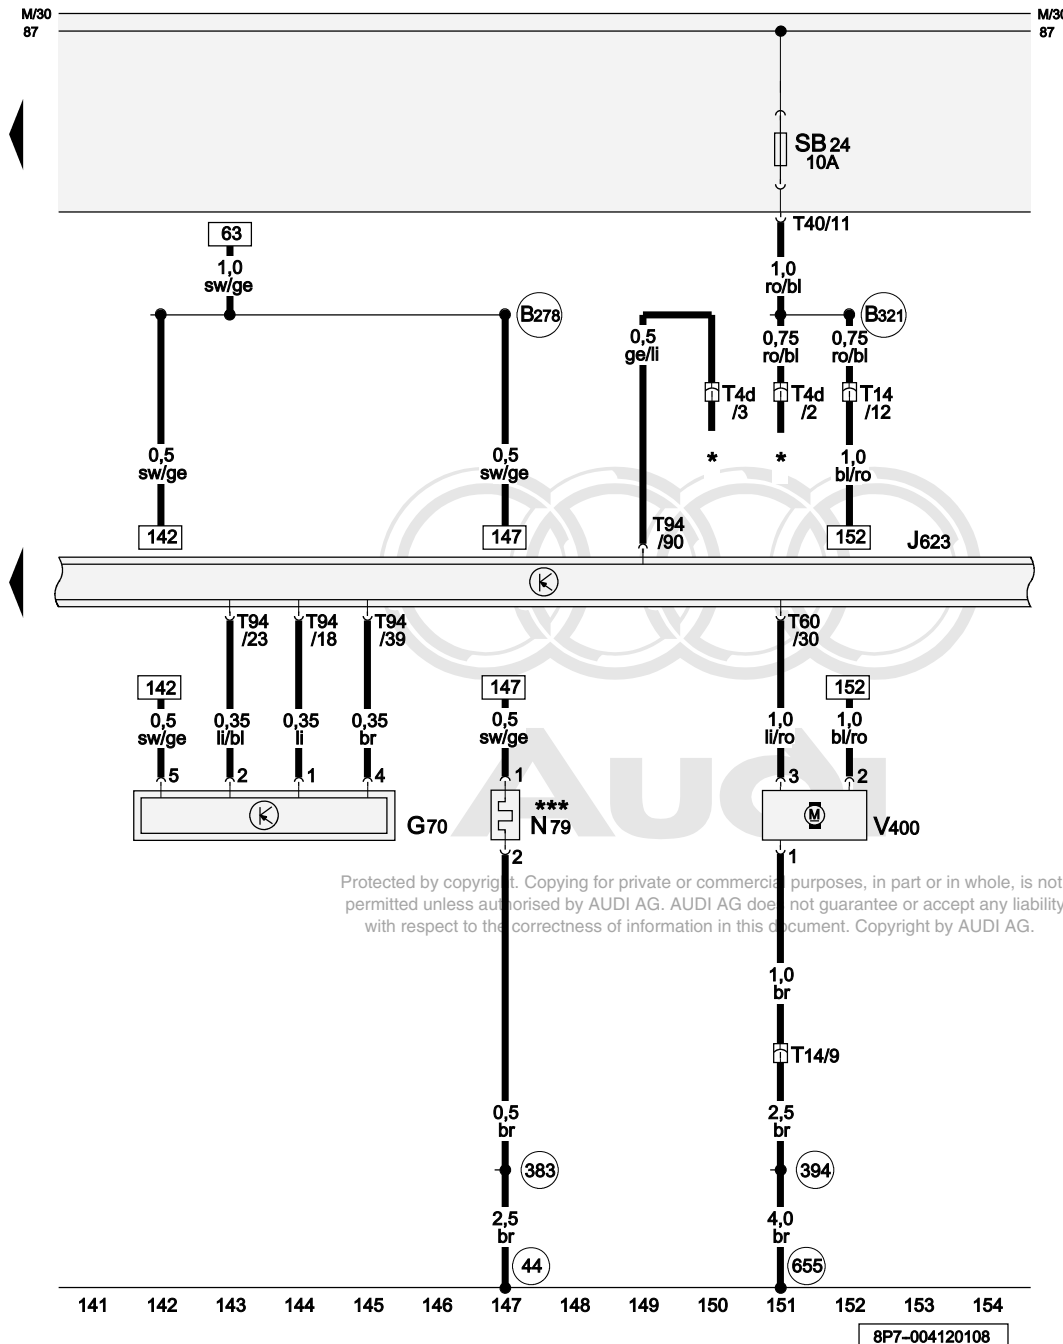 M/30 M/30
87 87
SB 24
10A
T40/11
63
1,0
sw/ge
1,0
ro/bl
B278
B321
0,5
ge/li
0,75
ro/bl
0,75
ro/bl
T4d
/3
T4d
/2
T14
/12
* *
0,5
sw/ge
0,5
sw/ge
1,0
bl/ro
142 147 152
T94
/90
J623
T94
/23
T94
/18
T94
/39
T60
/30
142 147 152
0,5
sw/ge
0,35
li/bl
0,35
li
0,35
br
0,5
sw/ge
1,0
li/ro
1,0
bl/ro
5 2 1 4 1 3 2
G70
***
N79
M
V400
Audi
2 1
Protected by copyright. Copying for private or commercial purposes, in part or in whole, is not
permitted unless authorised by AUDI AG. AUDI AG does not guarantee or accept any liability
with respect to the correctness of information in this document. Copyright by AUDI AG.
1,0
br
T14/9
0,5
br
2,5
br
383 394
2,5
br
4,0
br
44 655
141 142 143 144 145 146 147 148 149 150 151 152 153 154
8P7-004120108